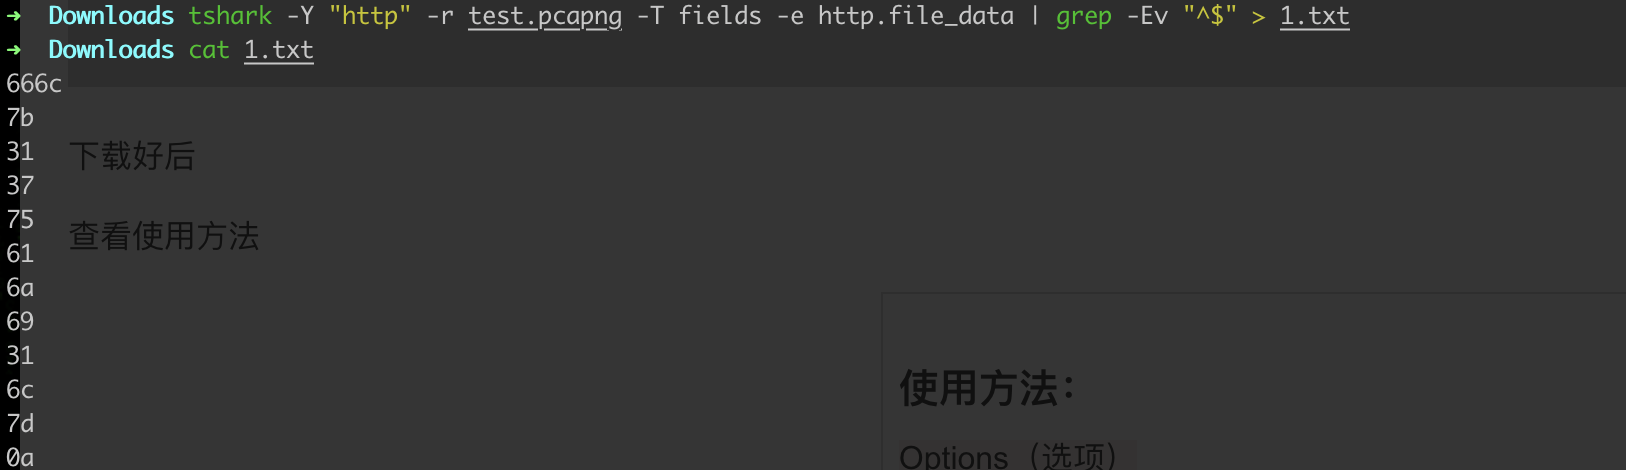 ➜ Downloads tshark -Y "http" -r test.pcapng -T fields -e http.file_data | grep -Ev "^$" > 1.txt
➜ Downloads cat 1.txt
666c
7b
31
下载好后
37
75
查看使用方法
61
6a
69
31
6c
使用方法：
7d
0a
Options（选项）